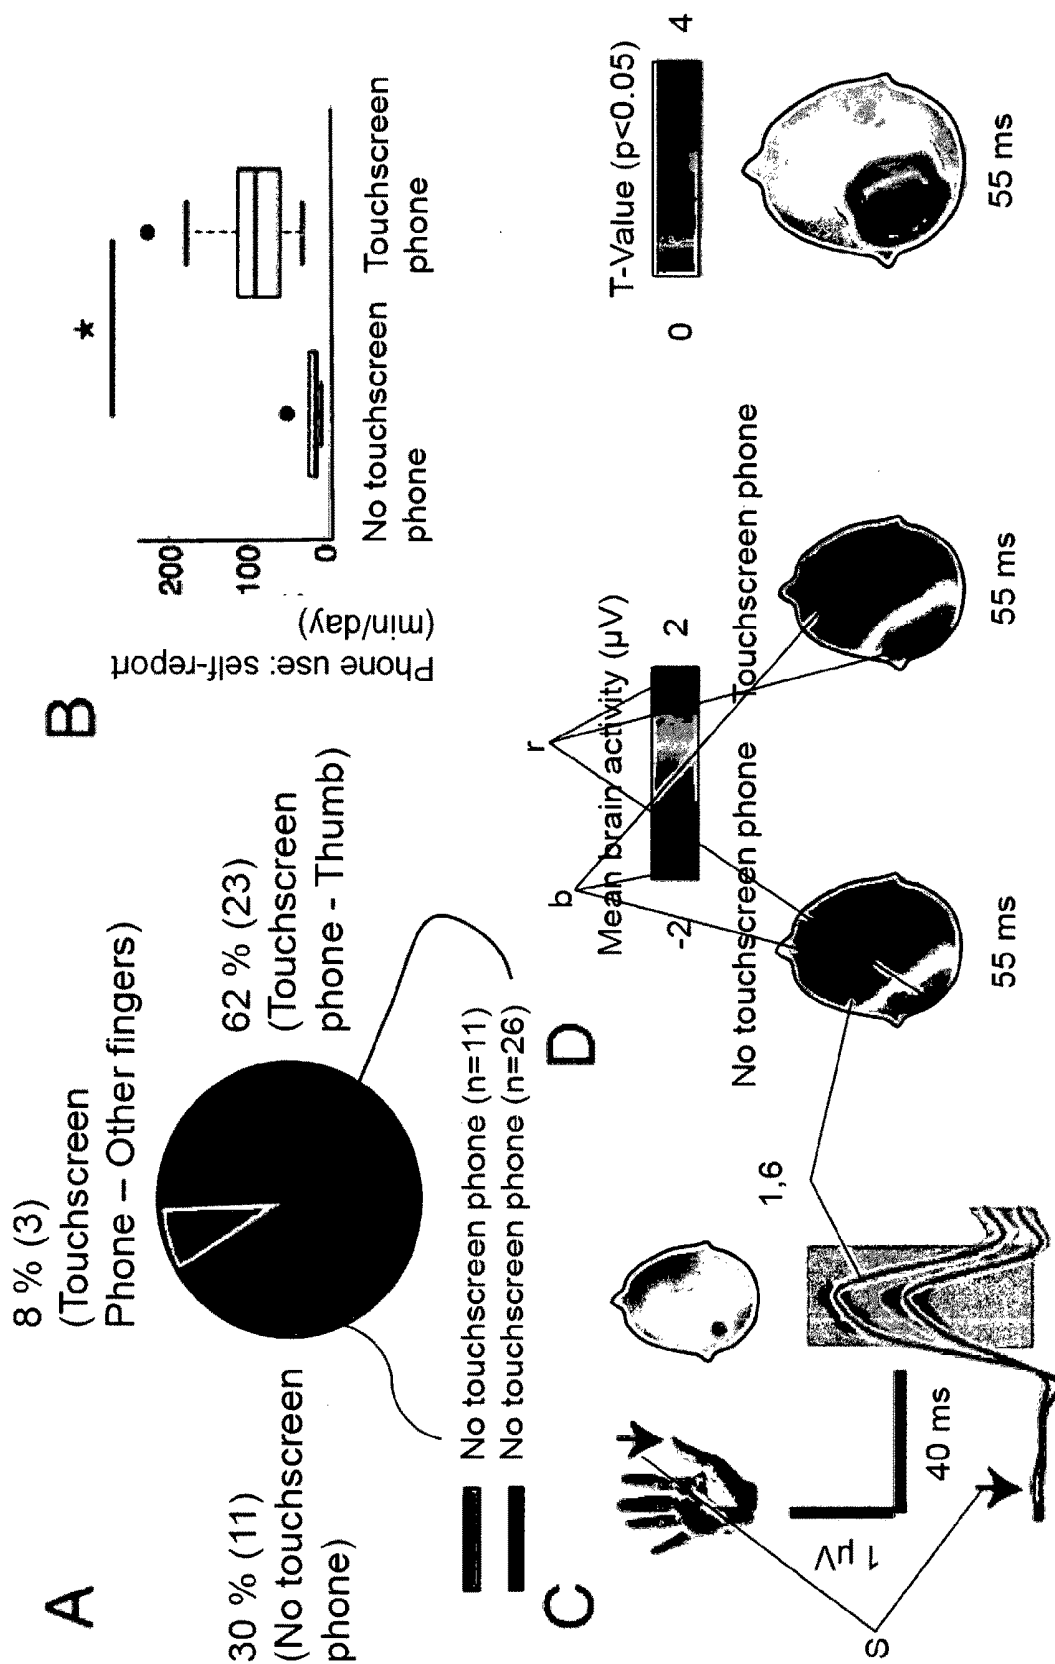 A
8 % (3)
(Touchscreen
Phone – Other fingers)
30 % (11)
(No touchscreen
phone)
62 % (23)
(Touchscreen
phone - Thumb)
No touchscreen phone (n=11)
No touchscreen phone (n=26)
B
Phone use: self-report
(min/day)
200
100
0
*
No touchscreen
phone
Touchscreen
phone
C
S
1 µV
40 ms
1,6
D
b
r
Mean brain activity (µV)
-2
2
No touchscreen phone
Touchscreen phone
55 ms
55 ms
T-Value (p<0.05)
0
4
55 ms